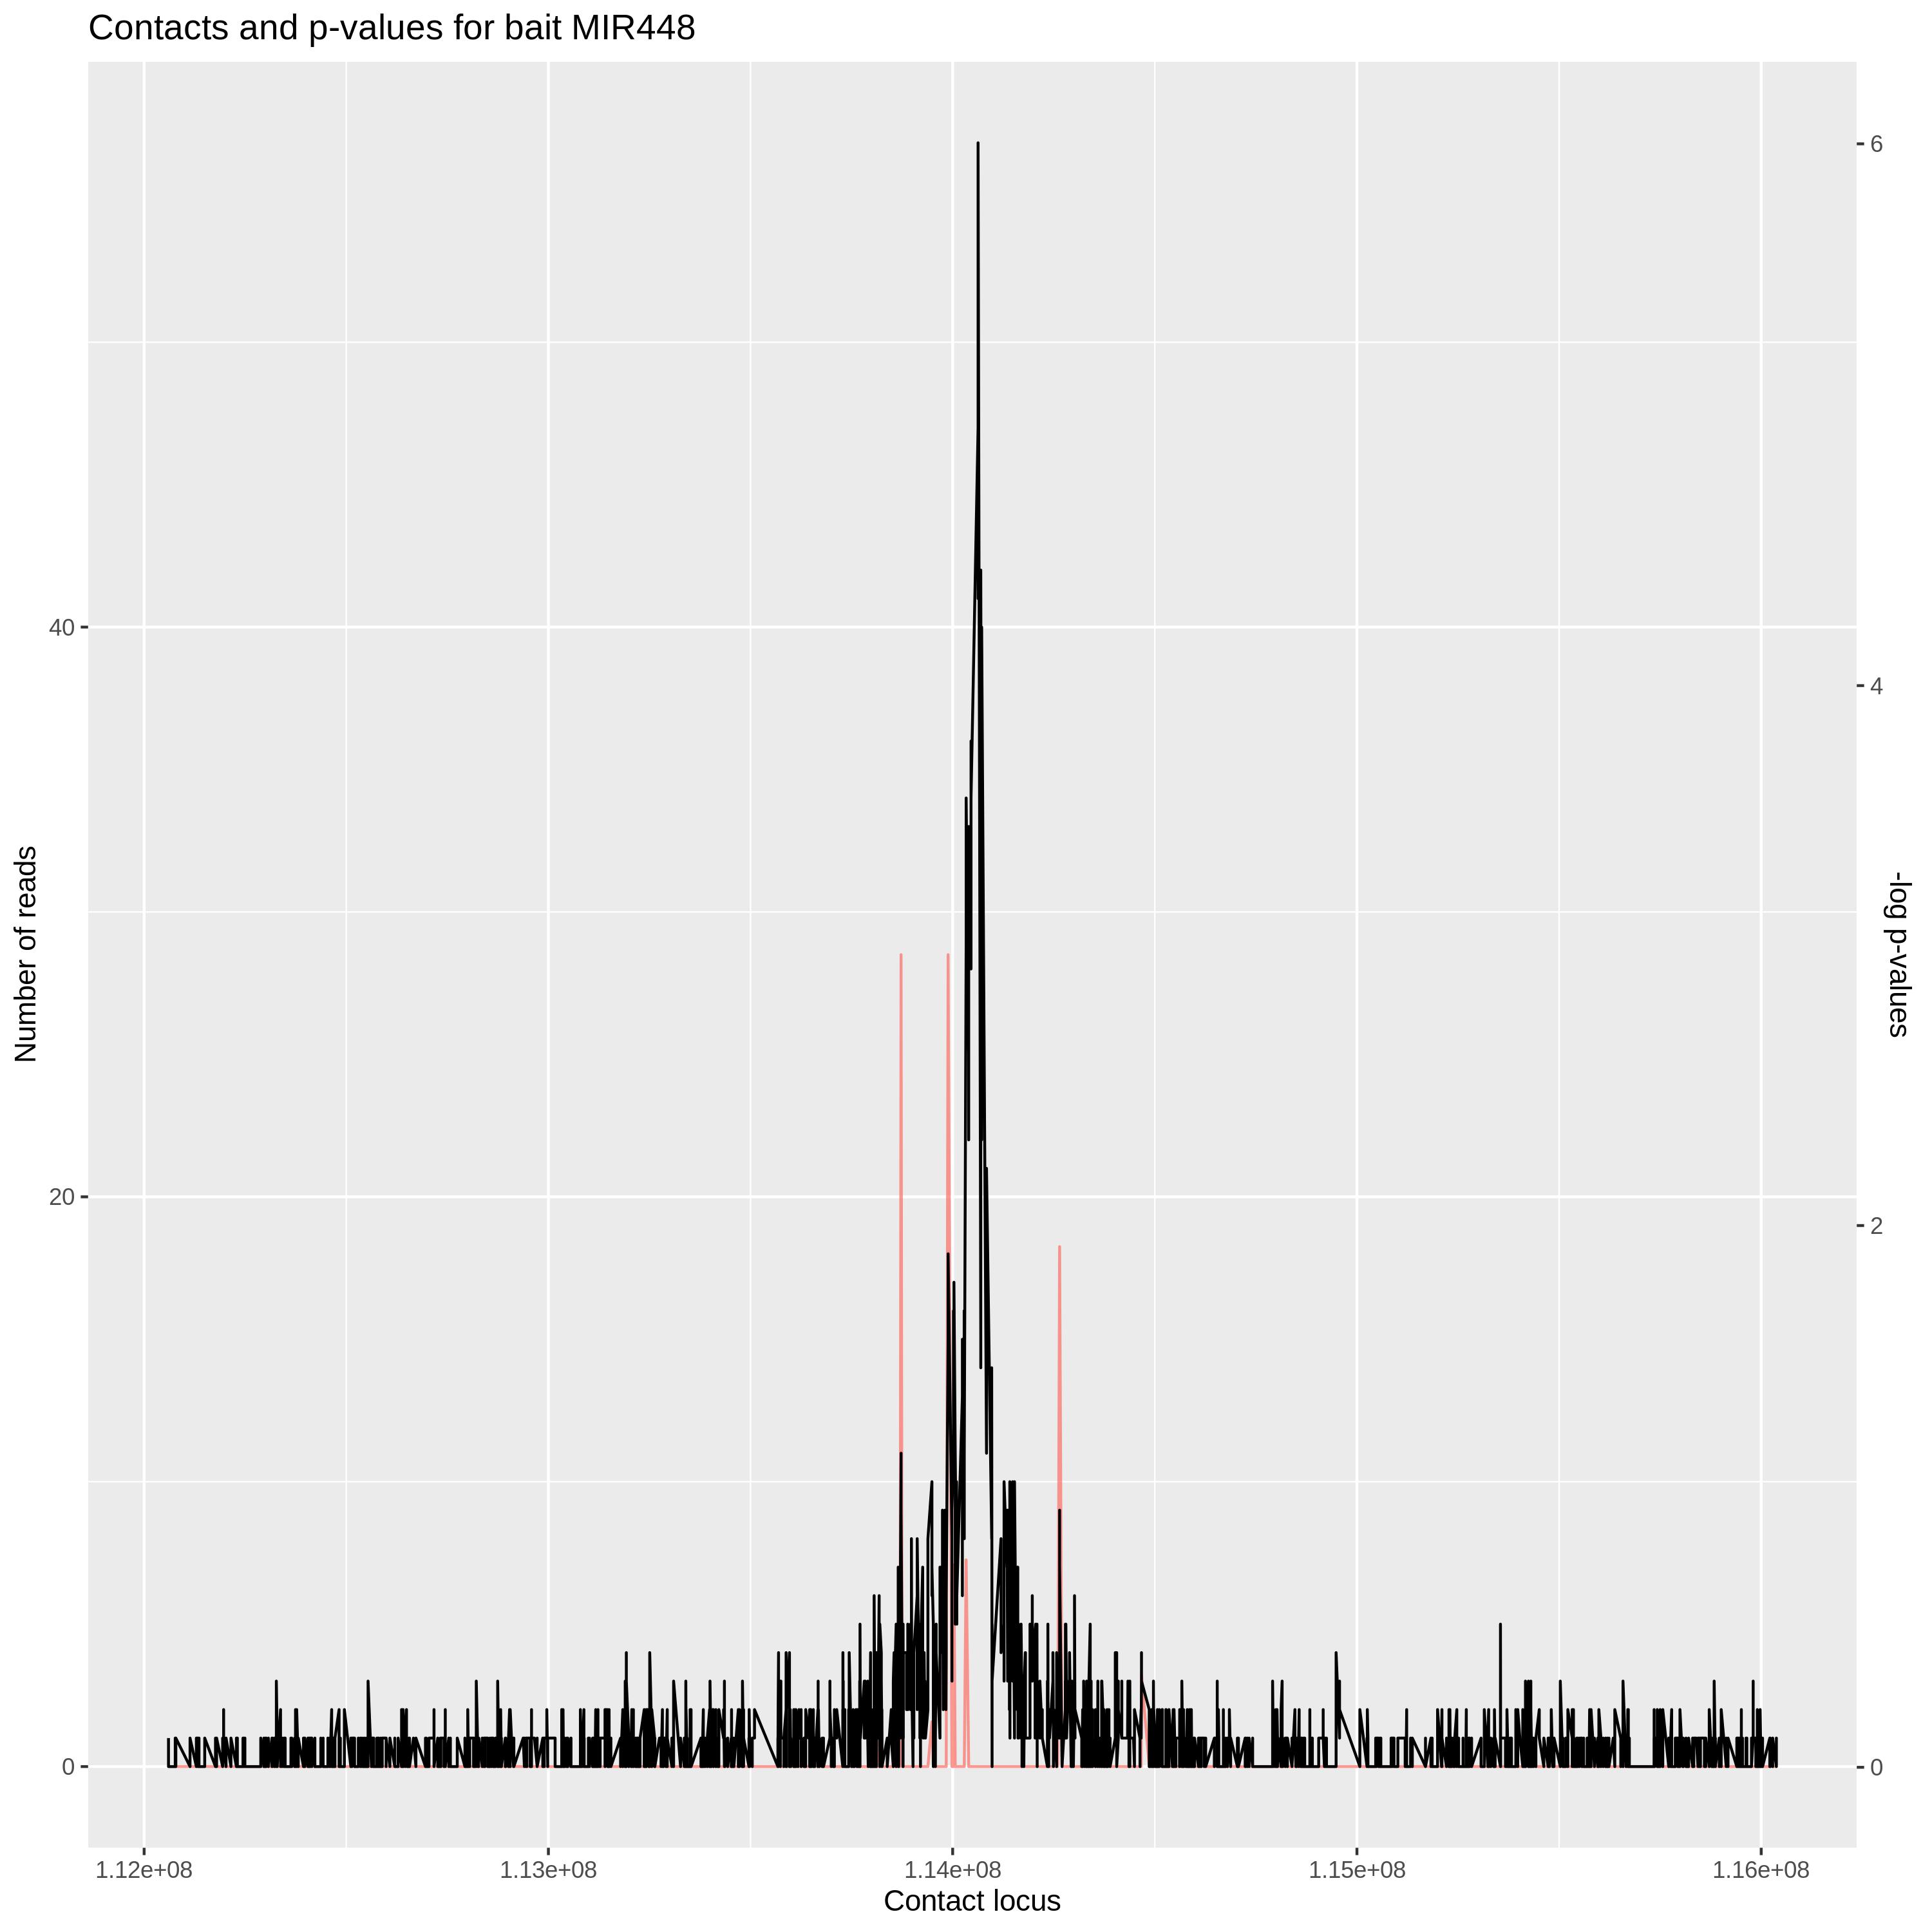 Contacts and p-values for bait MIR448
Number of reads
40
20
0
6
4
2
0
-log p-values
1.12e+08
1.13e+08
1.14e+08
1.15e+08
1.16e+08
Contact locus